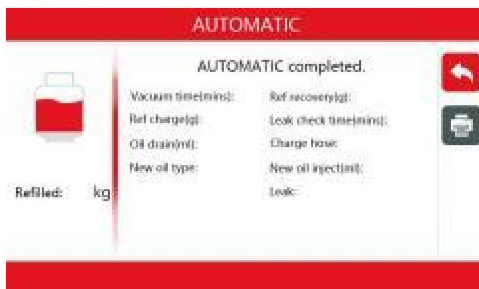 AUTOMATIC
AUTOMATIC completed.
Vacuum time(mins): Ref recovery(g):
Ref charge(g): Leak check time(mins):
Oil drain(ml): Charge hose:
New oil type: New oil inject(ml):
Refilled: kg Leak: